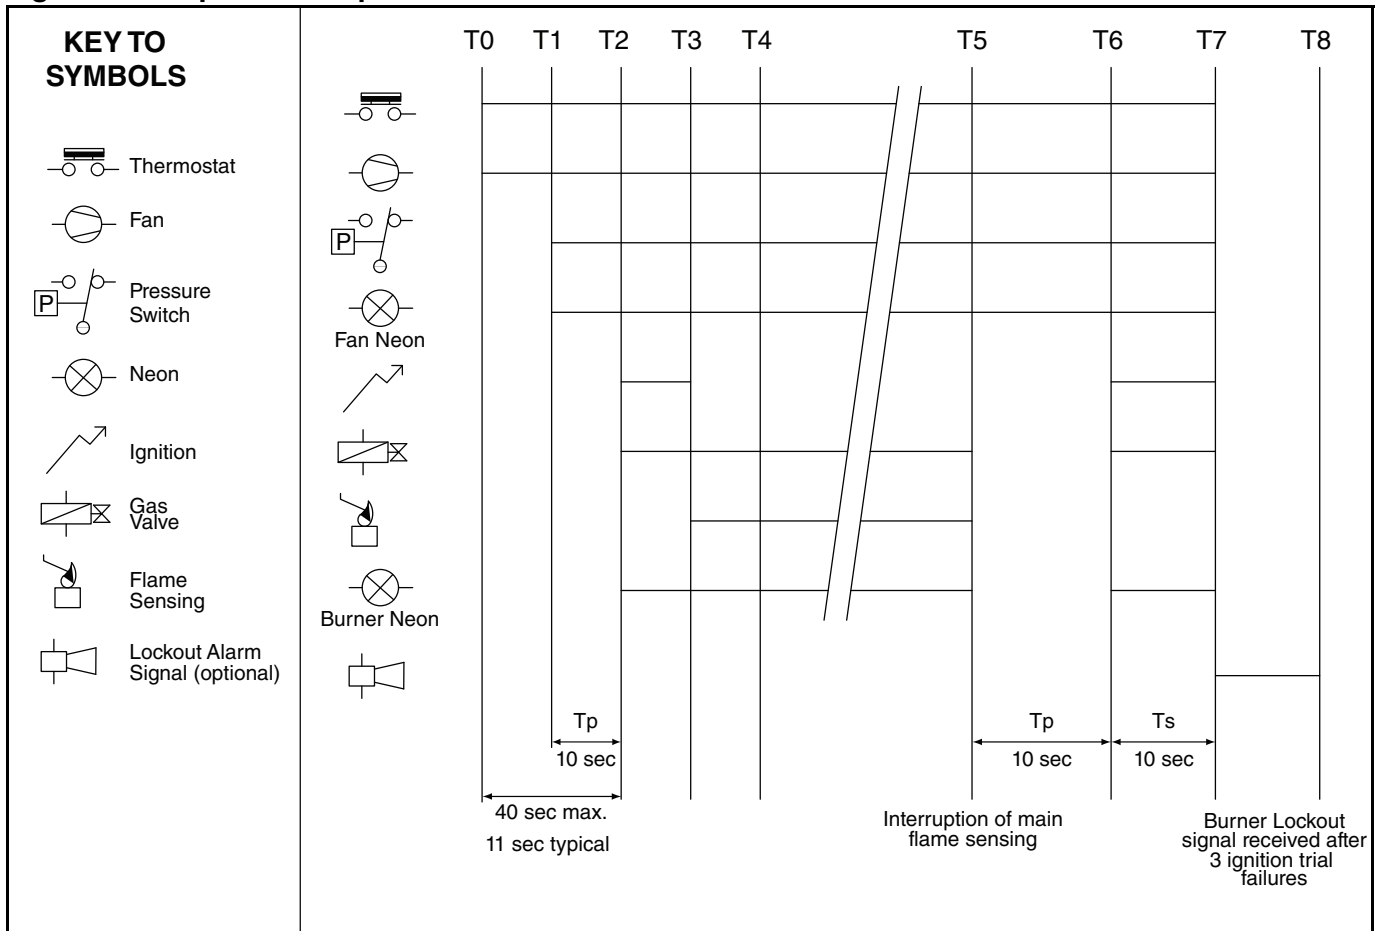 KEY TO
SYMBOLS
Thermostat
Fan
P
Pressure
Switch
Neon
Ignition
Gas
Valve
Flame
Sensing
Lockout Alarm
Signal (optional)
T0 T1 T2 T3 T4 T5 T6 T7 T8
P
Fan Neon
Burner Neon
Tp
10 sec
Tp
10 sec
Ts
10 sec
40 sec max.
11 sec typical
Interruption of main
flame sensing
Burner Lockout
signal received after
3 ignition trial
failures